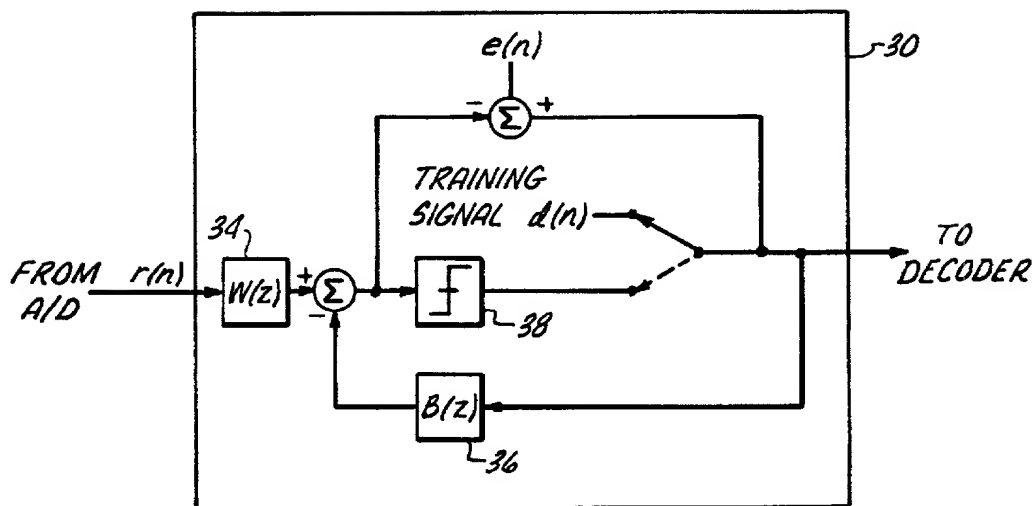 30
e(n)
- Σ +
TRAINING
SIGNAL d(n)
34
FROM
A/D
r(n)
W(z)
+ Σ -
38
TO
DECODER
B(z)
36